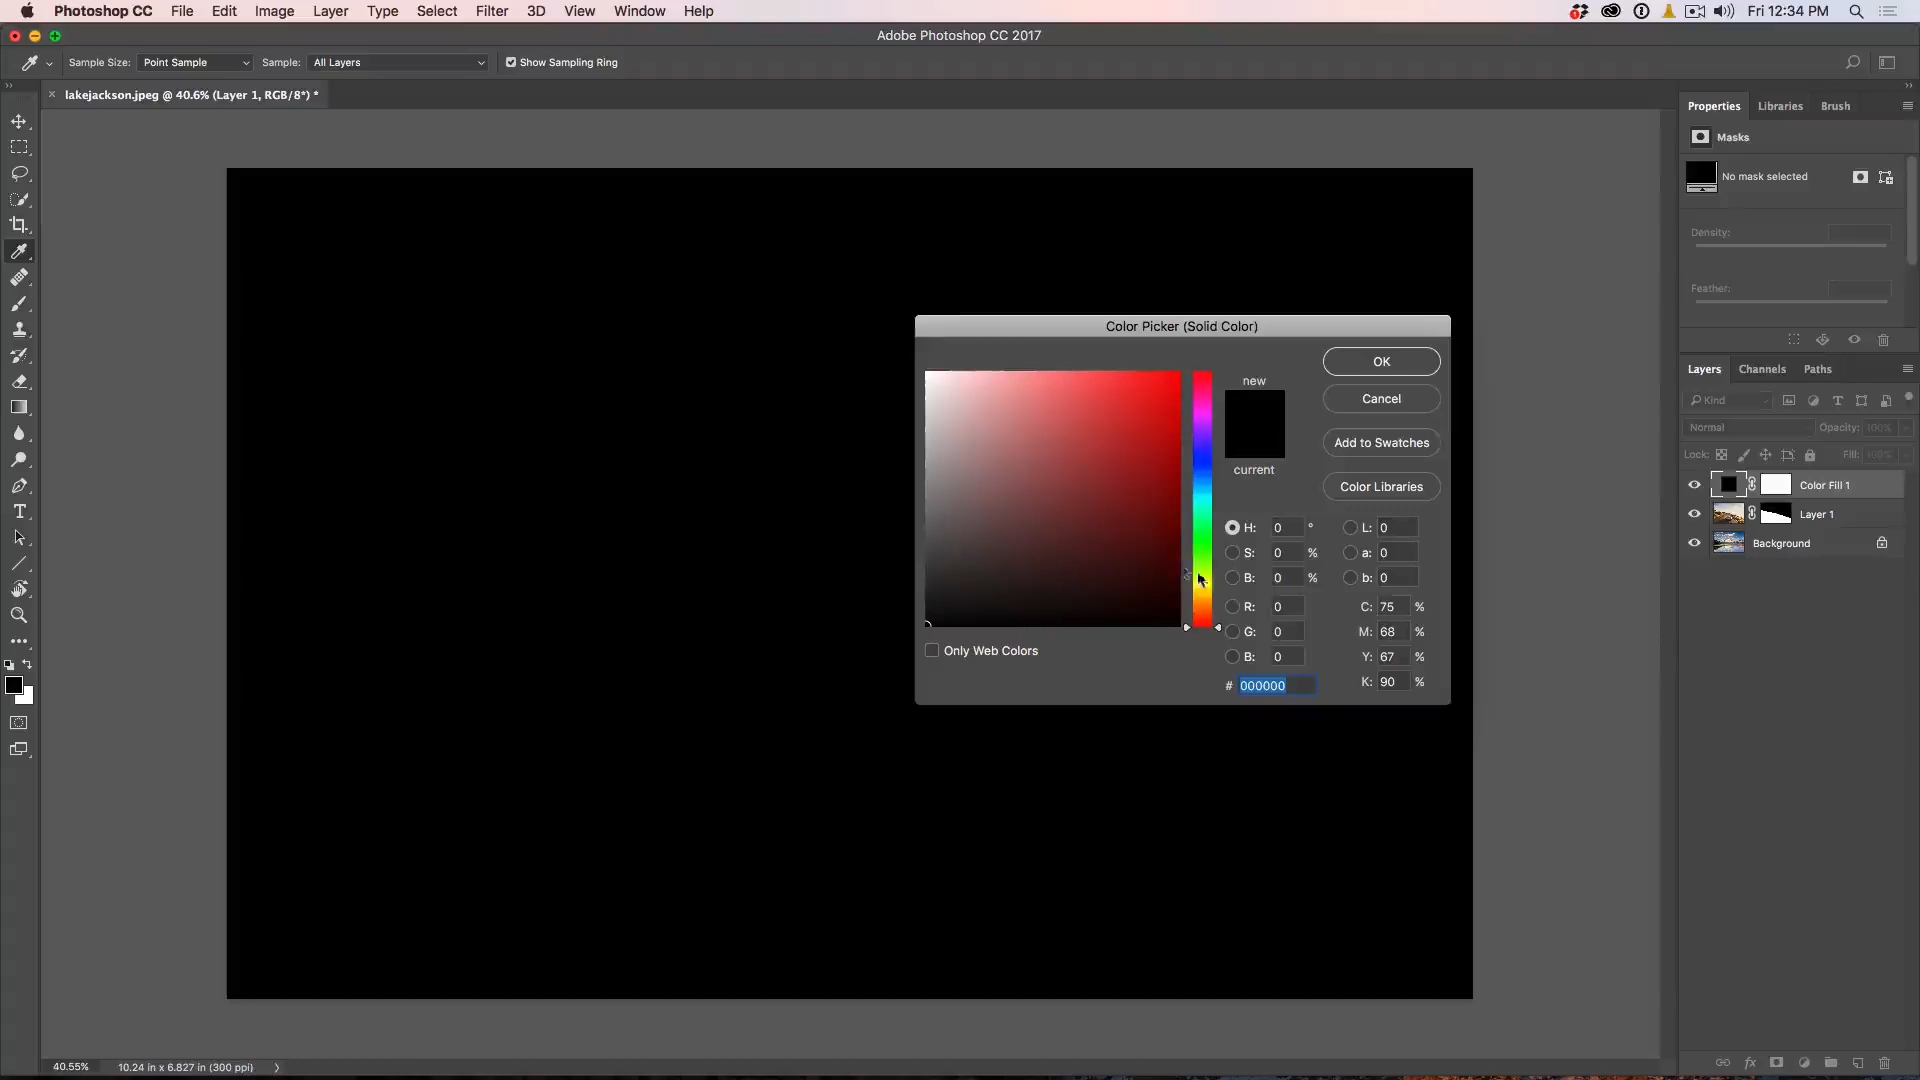 Photoshop CC File Edit Image Layer Type Select Filter 3D View Window Help Fri 12:34 PM
Adobe Photoshop CC 2017
Sample Size: Point Sample Sample: All Layers Show Sampling Ring
lakejackson.jpeg @ 40.6% (Layer 1, RGB/8*) *
Properties Libraries Brush
Masks
No mask selected
Density:
Feather:
Color Picker (Solid Color)
OK
new
Cancel
Add to Swatches
current
Color Libraries
H: 0 ° L: 0
S: 0 % a: 0
B: 0 % b: 0
R: 0 C: 75 %
G: 0 M: 68 %
B: 0 Y: 67 %
# 000000 K: 90 %
Only Web Colors
Layers Channels Paths
Kind
Normal Opacity: 100%
Lock: Fill: 100%
Color Fill 1
Layer 1
Background
40.55% 10.24 in x 6.827 in (300 ppi)